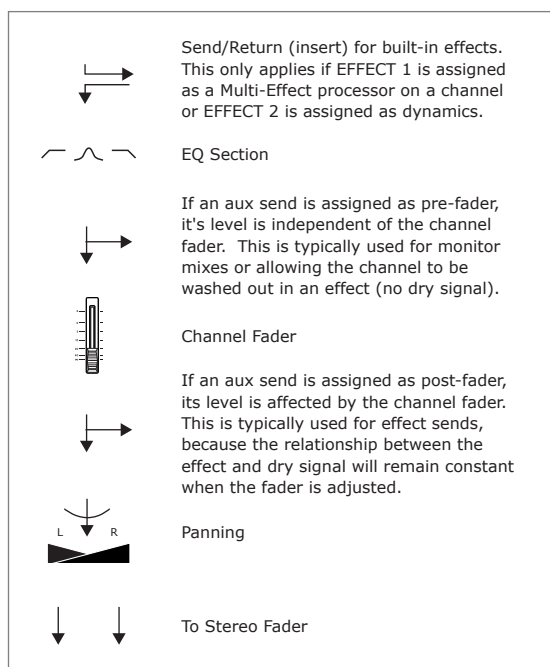 Send/Return (insert) for built-in effects.
This only applies if EFFECT 1 is assigned
as a Multi-Effect processor on a channel
or EFFECT 2 is assigned as dynamics.
EQ Section
If an aux send is assigned as pre-fader,
it's level is independent of the channel
fader. This is typically used for monitor
mixes or allowing the channel to be
washed out in an effect (no dry signal).
Channel Fader
If an aux send is assigned as post-fader,
its level is affected by the channel fader.
This is typically used for effect sends,
because the relationship between the
effect and dry signal will remain constant
when the fader is adjusted.
L R
Panning
To Stereo Fader